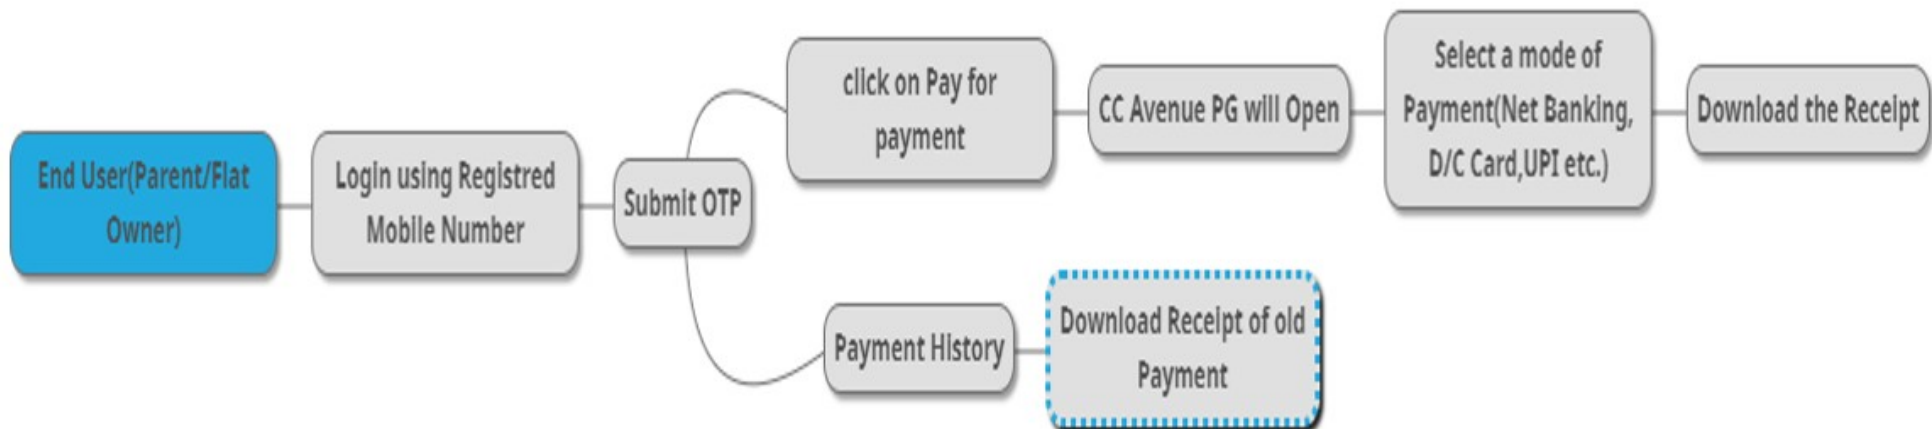 End User(Parent/Flat
Owner)
Login using Registred
Mobile Number
Submit OTP
click on Pay for
payment
CC Avenue PG will Open
Select a mode of
Payment(Net Banking,
D/C Card,UPI etc.)
Download the Receipt
Payment History
Download Receipt of old
Payment